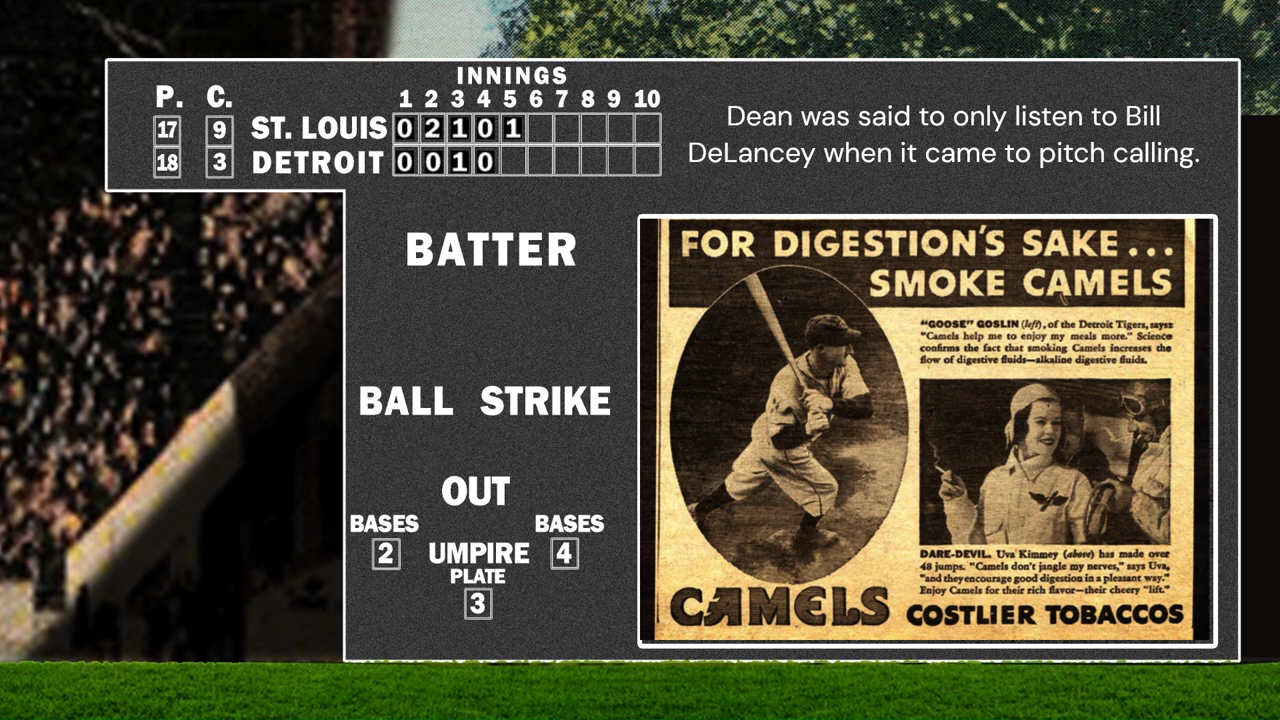 INNINGS
P. C. 1 2 3 4 5 6 7 8 9 10
17 9 ST. LOUIS 0 2 1 0 1
18 3 DETROIT 0 0 1 0
Dean was said to only listen to Bill
DeLancey when it came to pitch calling.
BATTER
BALL STRIKE
OUT
BASES BASES
2 UMPIRE 4
PLATE
3
FOR DIGESTION'S SAKE...
SMOKE CAMELS
"GOOSE" GOSLIN (left), of the Detroit Tigers, says:
"Camels help me to enjoy my meals more." Science
confirms the fact that smoking Camels increases the
flow of digestive fluids—alkaline digestive fluids.
DARE-DEVIL. Uva Kimmey (above) has made over
48 jumps. "Camels don't jangle my nerves," says Uva,
"and they encourage good digestion in a pleasant way."
Enjoy Camels for their rich flavor—their cheery "lift."
CAMELS
COSTLIER TOBACCOS